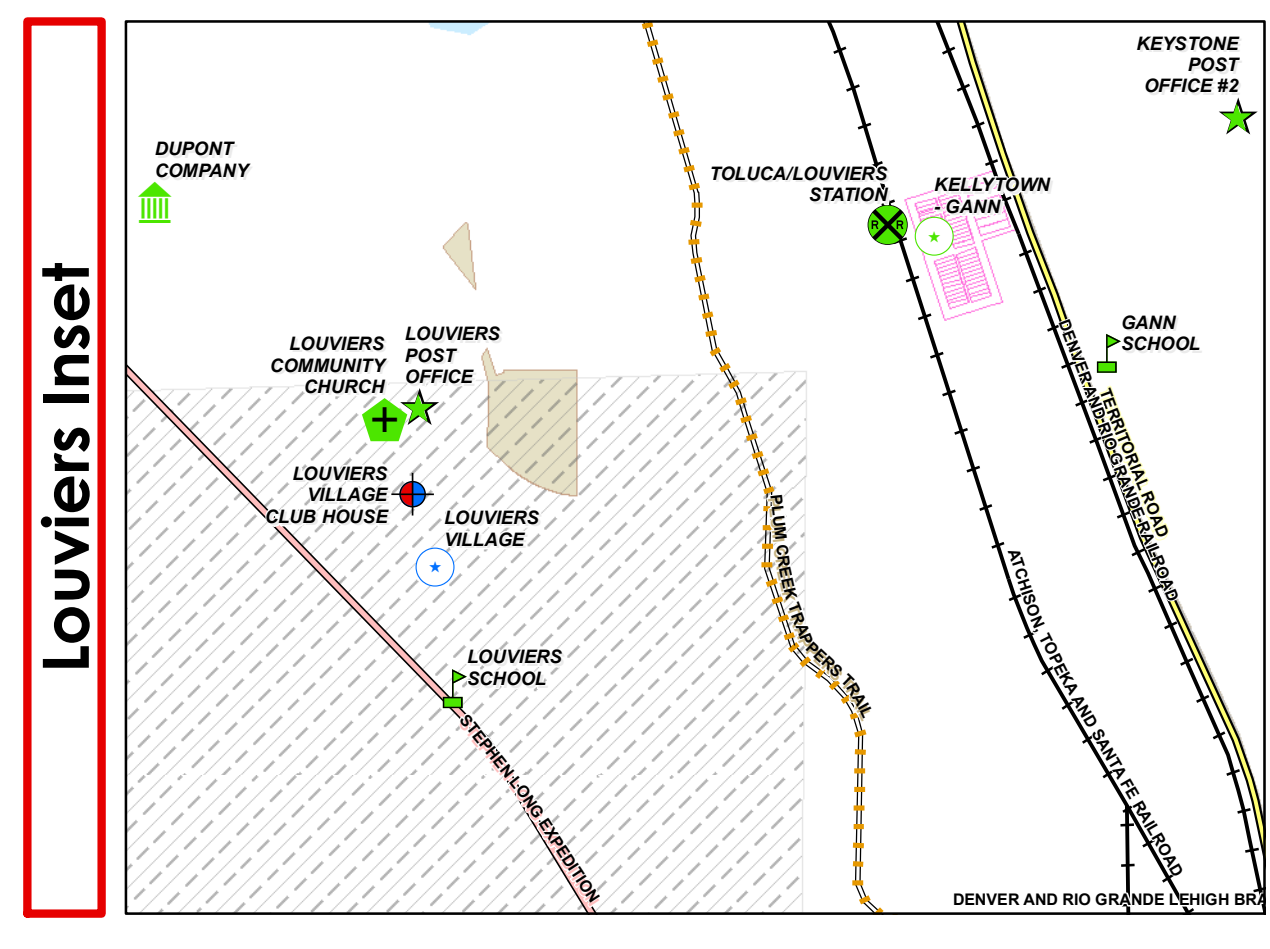 Louviers Inset
KEYSTONE
POST
OFFICE #2
DUPONT
COMPANY
TOLUCA/LOUVIERS
STATION
R R
KELLYTOWN
- GANN
GANN
SCHOOL
LOUVIERS
COMMUNITY
CHURCH
LOUVIERS
POST
OFFICE
LOUVIERS
VILLAGE
CLUB HOUSE
LOUVIERS
VILLAGE
LOUVIERS
SCHOOL
STEPHEN LONG EXPEDITION
PLUM CREEK TRAPPERS TRAIL
ATCHISON, TOPEKA AND SANTA FE RAILROAD
DENVER AND RIO GRANDE RAILROAD
TERRITORIAL ROAD
DENVER AND RIO GRANDE LEHIGH BRA